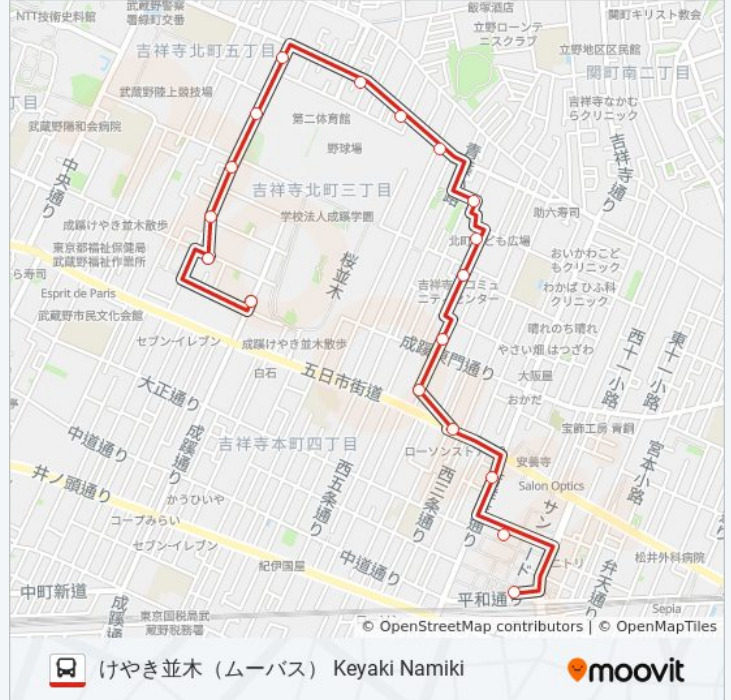 武蔵野警察
署緑町交番
飯塚酒店
NTT技術史料館
関町キリスト教会
立野ローンテ
ニスクラブ
立野地区区民館
吉祥寺北町五丁目
関町南二丁目
武蔵野陸上競技場
丁目
吉祥寺なかむ
らクリニック
第二体育館
武蔵野陽和会病院
野球場
吉祥寺通り
中央通り
吉祥寺北町三丁目
路
助六寿司
学校法人成蹊学園
成蹊けやき並木散歩
北町
ども広場
東京都福祉保健局
武蔵野福祉作業所
おいかわこど
もクリニック
桜並木
ら寿司
吉祥寺
コミュ
ニテ
センター
わかば ひふ科
クリニック
Esprit de Paris
武蔵野市民文化会館
晴れのち晴れ
セブン-イレブン
成蹊けやき並木散歩
成蹊東門通り
やさい畑 はつざわ
西十一小路
東十一小路
白石
五日市街道
大阪屋
大正通り
おかだ
宝飾工房 青銅
中道通り
成蹊通り
吉祥寺本町四丁目
ローソンスト
安養寺
宮本小路
井ノ頭通り
西五条通り
西三条通り
Salon Optics
かうひいや
サン
コープみらい
通り
ード
セブン-イレブン
中道通り
ニトリ
松井外科病院
紀伊国屋
弁天通り
中町新道
平和通り
成蹊
東京国税局武
蔵野税務署
Sepia
© OpenStreetMap contributors | © OpenMapTiles
けやき並木（ムーバス） Keyaki Namiki
moovit